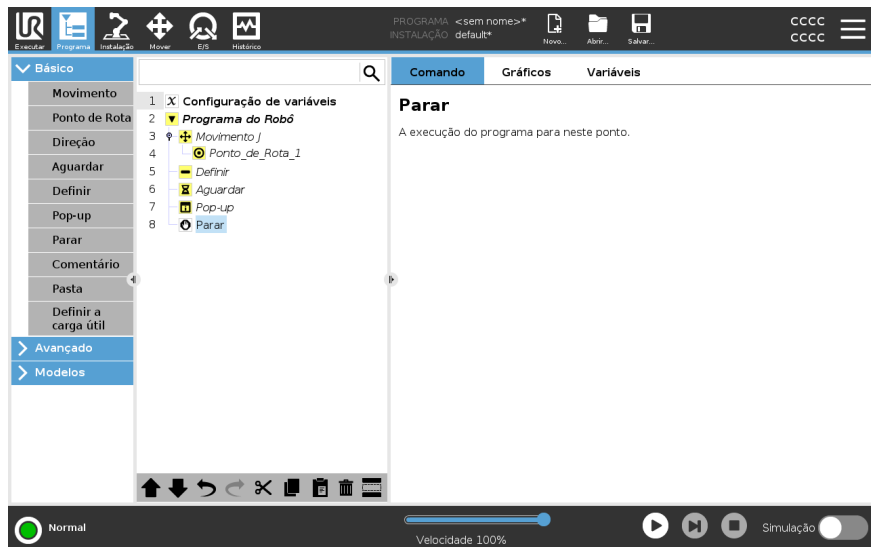 PROGRAMA <sem nome>*
INSTALAÇÃO default*
cccc
cccc
Executar Programa Instalação Mover E/S Histórico Novo... Abrir... Salvar...
Básico
Movimento
Ponto de Rota
Direção
Aguardar
Definir
Pop-up
Parar
Comentário
Pasta
Definir a
carga útil
Avançado
Modelos
1 X Configuração de variáveis
2 Programa do Robô
3 Movimento J
4 Ponto_de_Rota_1
5 Definir
6 Aguardar
7 Pop-up
8 Parar
Comando Gráficos Variáveis
Parar
A execução do programa para neste ponto.
Normal
Velocidade 100%
Simulação